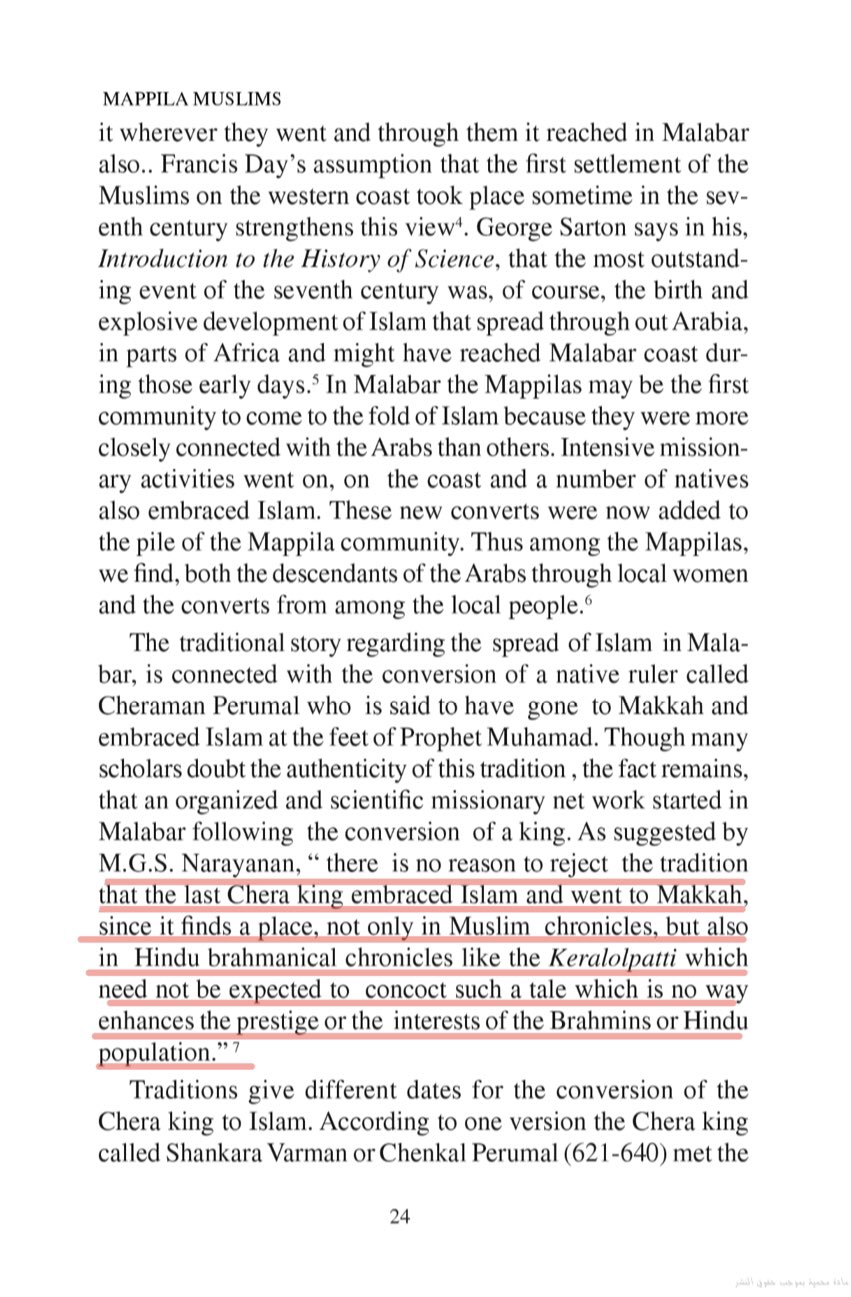 MAPPILA MUSLIMS
it wherever they went and through them it reached in Malabar
also.. Francis Day’s assumption that the first settlement of the
Muslims on the western coast took place sometime in the sev-
enth century strengthens this view⁴. George Sarton says in his,
Introduction to the History of Science, that the most outstand-
ing event of the seventh century was, of course, the birth and
explosive development of Islam that spread through out Arabia,
in parts of Africa and might have reached Malabar coast dur-
ing those early days.⁵ In Malabar the Mappilas may be the first
community to come to the fold of Islam because they were more
closely connected with the Arabs than others. Intensive mission-
ary activities went on, on the coast and a number of natives
also embraced Islam. These new converts were now added to
the pile of the Mappila community. Thus among the Mappilas,
we find, both the descendants of the Arabs through local women
and the converts from among the local people.⁶
The traditional story regarding the spread of Islam in Mala-
bar, is connected with the conversion of a native ruler called
Cheraman Perumal who is said to have gone to Makkah and
embraced Islam at the feet of Prophet Muhamad. Though many
scholars doubt the authenticity of this tradition , the fact remains,
that an organized and scientific missionary net work started in
Malabar following the conversion of a king. As suggested by
M.G.S. Narayanan, “ there is no reason to reject the tradition
that the last Chera king embraced Islam and went to Makkah,
since it finds a place, not only in Muslim chronicles, but also
in Hindu brahmanical chronicles like the Keralolpatti which
need not be expected to concoct such a tale which is no way
enhances the prestige or the interests of the Brahmins or Hindu
population.” ⁷
Traditions give different dates for the conversion of the
Chera king to Islam. According to one version the Chera king
called Shankara Varman or Chenkal Perumal (621-640) met the
24
مادة محمية بموجب حقوق النشر